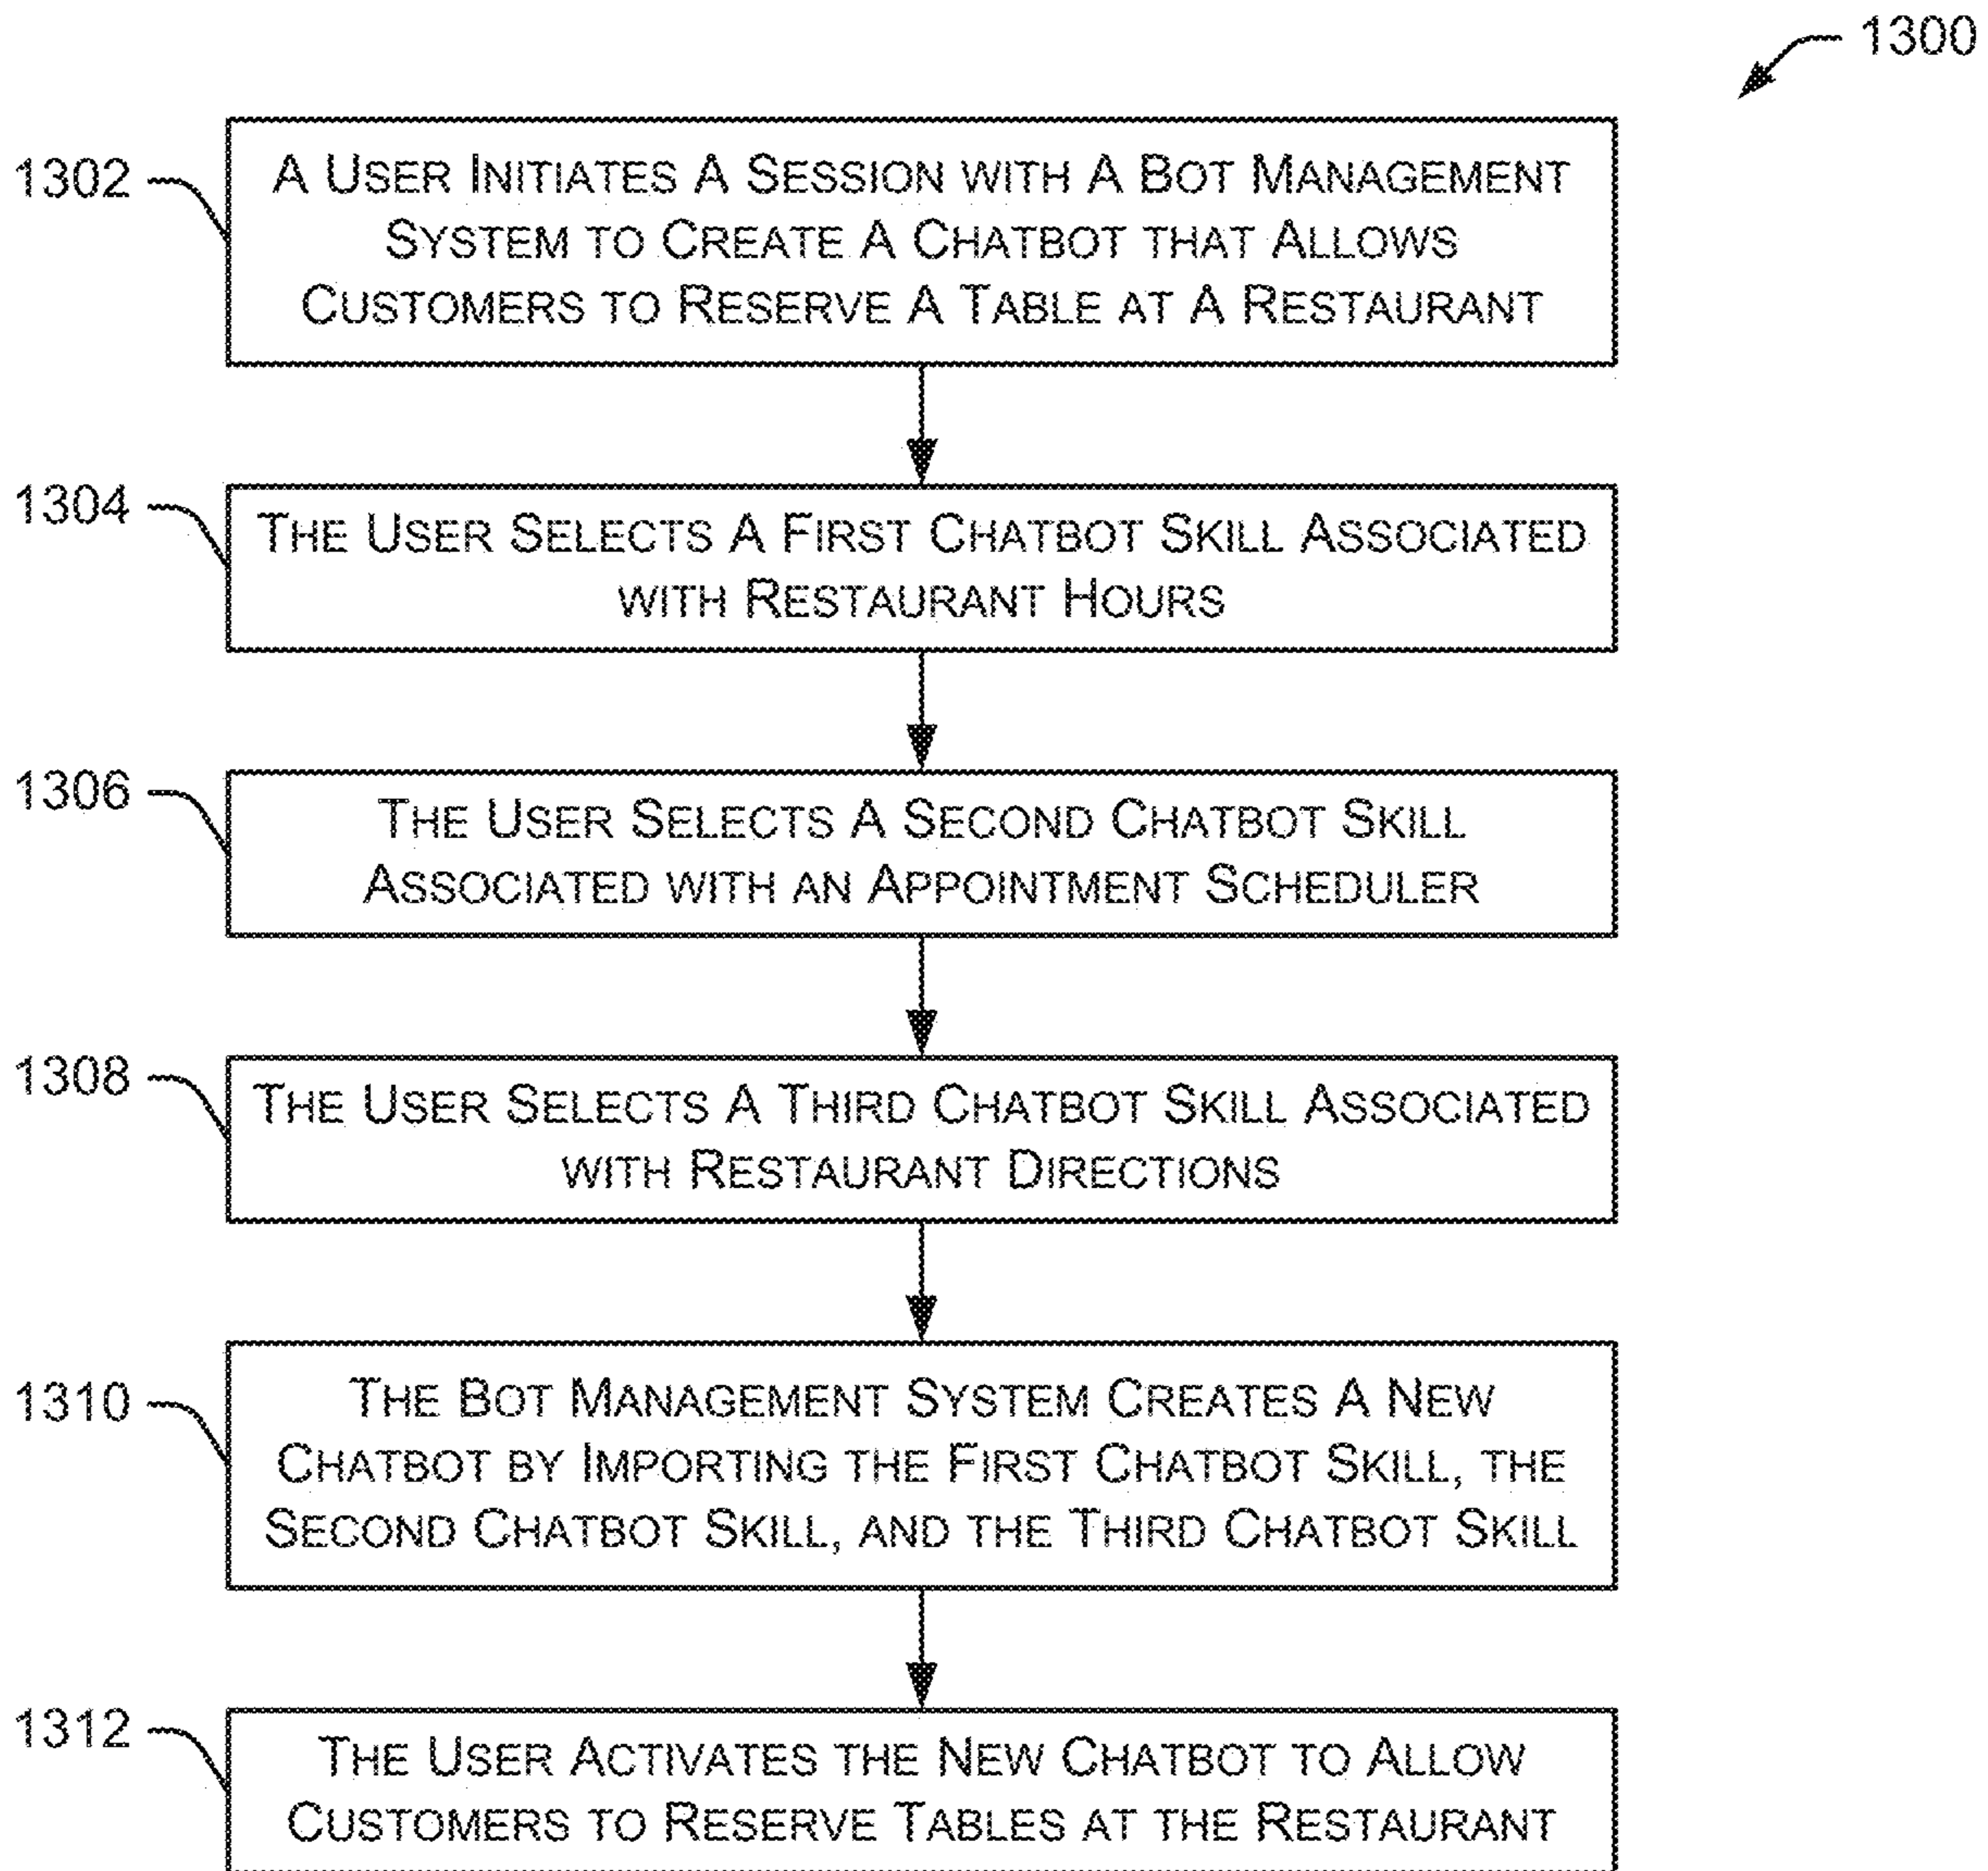 1300
1302
A USER INITIATES A SESSION WITH A BOT MANAGEMENT
SYSTEM TO CREATE A CHATBOT THAT ALLOWS
CUSTOMERS TO RESERVE A TABLE AT A RESTAURANT
1304
THE USER SELECTS A FIRST CHATBOT SKILL ASSOCIATED
WITH RESTAURANT HOURS
1306
THE USER SELECTS A SECOND CHATBOT SKILL
ASSOCIATED WITH AN APPOINTMENT SCHEDULER
1308
THE USER SELECTS A THIRD CHATBOT SKILL ASSOCIATED
WITH RESTAURANT DIRECTIONS
1310
THE BOT MANAGEMENT SYSTEM CREATES A NEW
CHATBOT BY IMPORTING THE FIRST CHATBOT SKILL, THE
SECOND CHATBOT SKILL, AND THE THIRD CHATBOT SKILL
1312
THE USER ACTIVATES THE NEW CHATBOT TO ALLOW
CUSTOMERS TO RESERVE TABLES AT THE RESTAURANT